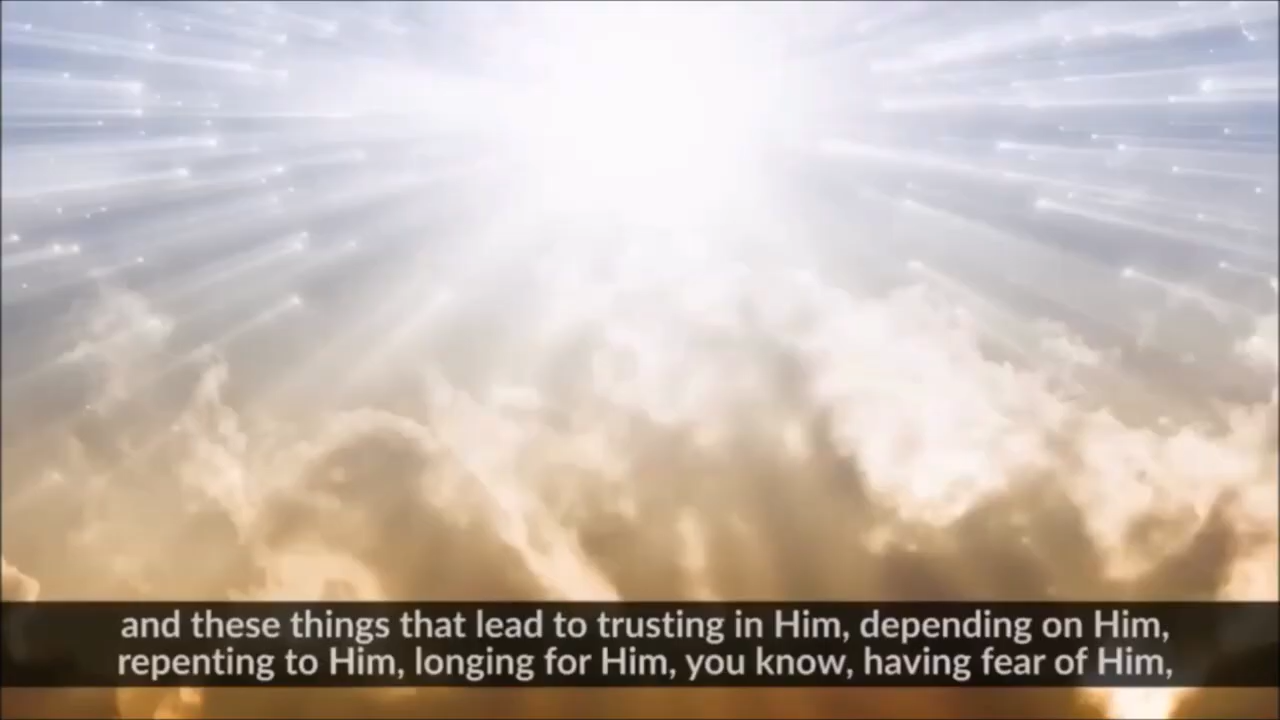 and these things that lead to trusting in Him, depending on Him,
repenting to Him, longing for Him, you know, having fear of Him,